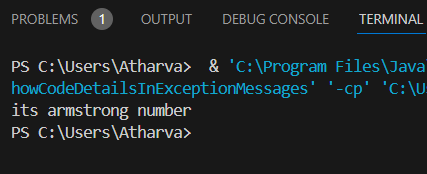 PROBLEMS 1 OUTPUT DEBUG CONSOLE TERMINAL
PS C:\Users\Atharva>  & 'C:\Program Files\Java
howCodeDetailsInExceptionMessages' '-cp' 'C:\U
its armstrong number
PS C:\Users\Atharva>